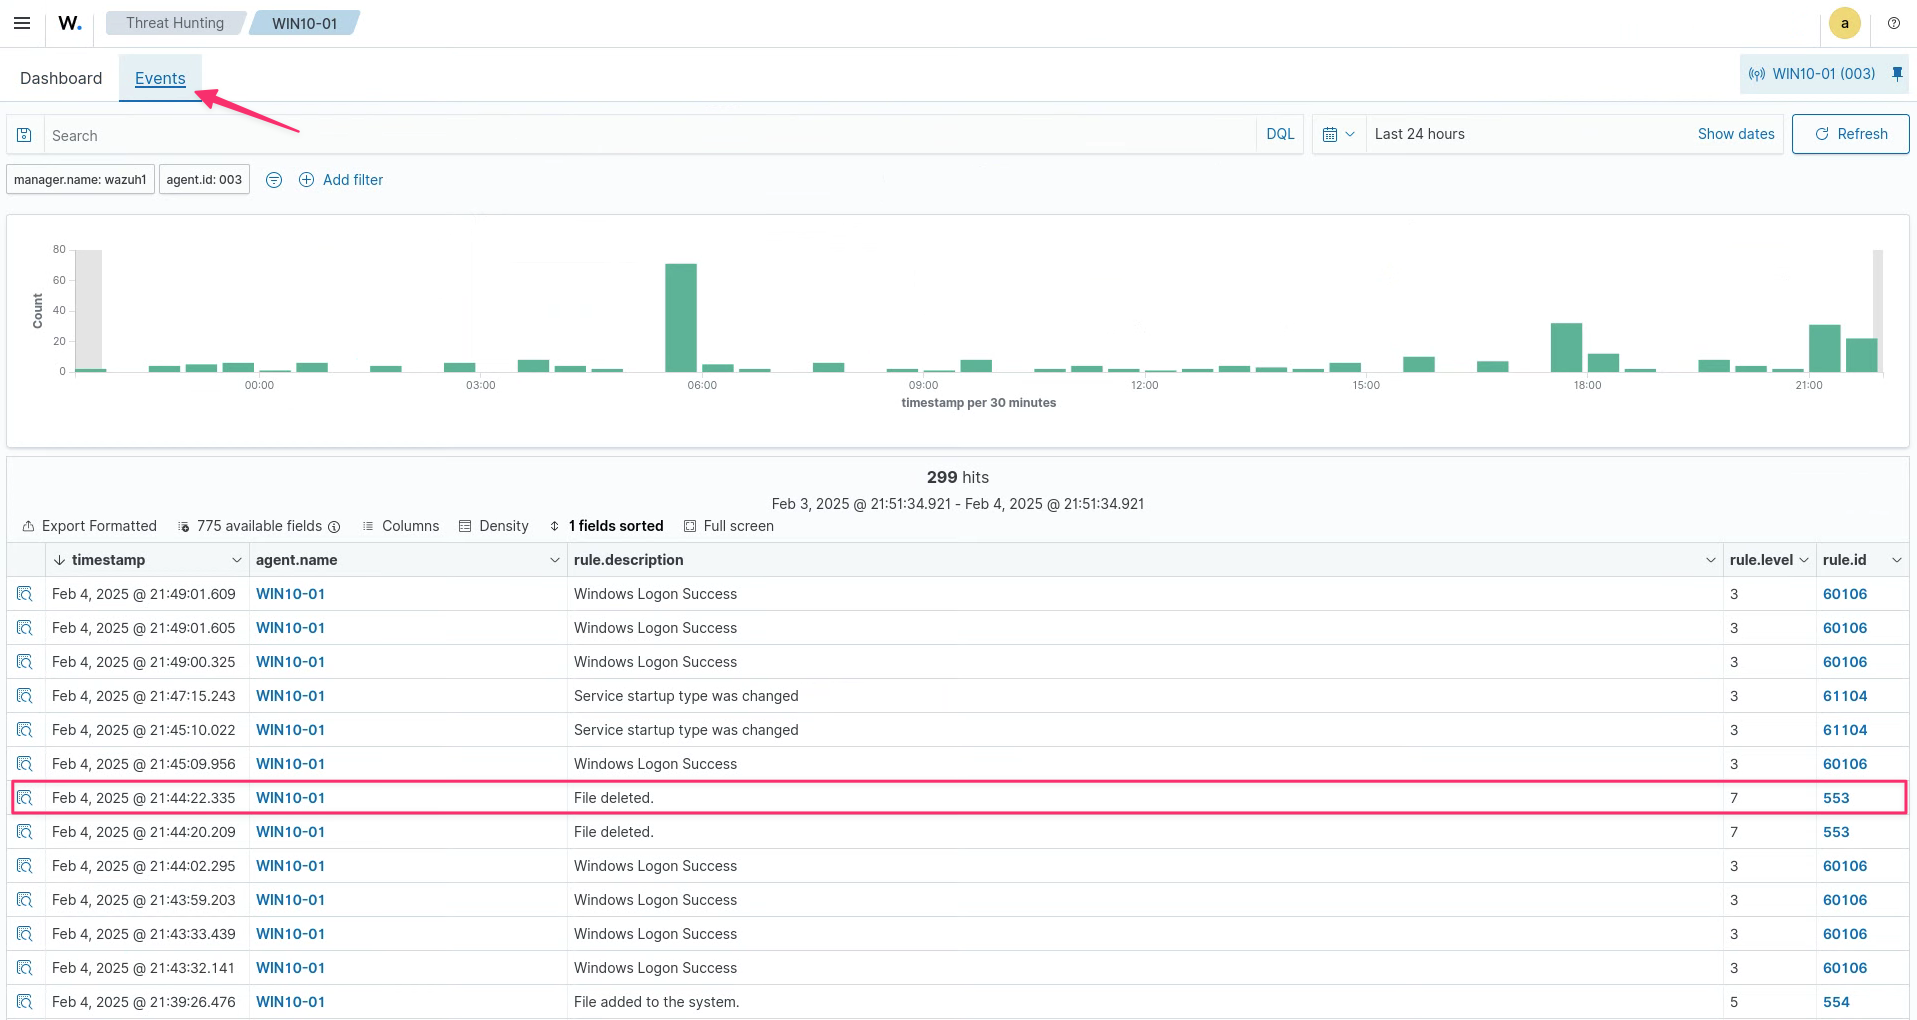 W. Threat Hunting WIN10-01 a
Dashboard Events WIN10-01 (003)
Search DQL Last 24 hours Show dates Refresh
manager.name: wazuh1 agent.id: 003 Add filter
80
60
40
20
0
Count
00:00 03:00 06:00 09:00 12:00 15:00 18:00 21:00
timestamp per 30 minutes
299 hits
Feb 3, 2025 @ 21:51:34.921 - Feb 4, 2025 @ 21:51:34.921
Export Formatted 775 available fields Columns Density 1 fields sorted Full screen
timestamp agent.name rule.description rule.level rule.id
Feb 4, 2025 @ 21:49:01.609 WIN10-01 Windows Logon Success 3 60106
Feb 4, 2025 @ 21:49:01.605 WIN10-01 Windows Logon Success 3 60106
Feb 4, 2025 @ 21:49:00.325 WIN10-01 Windows Logon Success 3 60106
Feb 4, 2025 @ 21:47:15.243 WIN10-01 Service startup type was changed 3 61104
Feb 4, 2025 @ 21:45:10.022 WIN10-01 Service startup type was changed 3 61104
Feb 4, 2025 @ 21:45:09.956 WIN10-01 Windows Logon Success 3 60106
Feb 4, 2025 @ 21:44:22.335 WIN10-01 File deleted. 7 553
Feb 4, 2025 @ 21:44:20.209 WIN10-01 File deleted. 7 553
Feb 4, 2025 @ 21:44:02.295 WIN10-01 Windows Logon Success 3 60106
Feb 4, 2025 @ 21:43:59.203 WIN10-01 Windows Logon Success 3 60106
Feb 4, 2025 @ 21:43:33.439 WIN10-01 Windows Logon Success 3 60106
Feb 4, 2025 @ 21:43:32.141 WIN10-01 Windows Logon Success 3 60106
Feb 4, 2025 @ 21:39:26.476 WIN10-01 File added to the system. 5 554